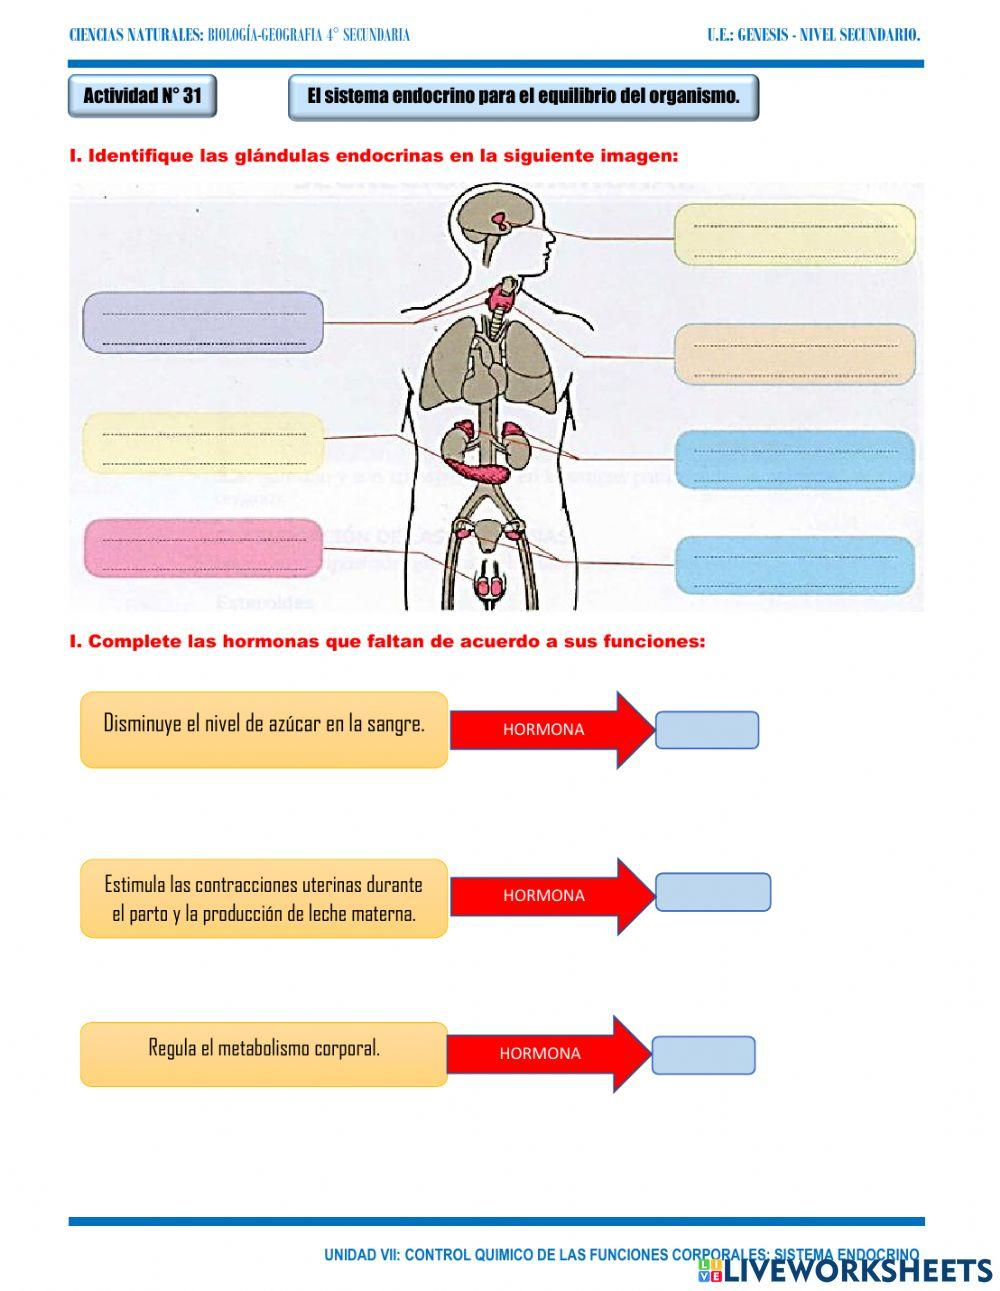 CIENCIAS NATURALES: BIOLOGÍA-GEOGRAFIA 4° SECUNDARIA
U.E.: GENESIS - NIVEL SECUNDARIO.
Actividad N° 31
El sistema endocrino para el equilibrio del organismo.
I. Identifique las glándulas endocrinas en la siguiente imagen:
Esteroides
I. Complete las hormonas que faltan de acuerdo a sus funciones:
Disminuye el nivel de azúcar en la sangre.
HORMONA
Estimula las contracciones uterinas durante
el parto y la producción de leche materna.
HORMONA
Regula el metabolismo corporal.
HORMONA
UNIDAD VII: CONTROL QUIMICO DE LAS FUNCIONES CORPORALES: SISTEMA ENDOCRINO
LIVE LIVEWORKSHEETS